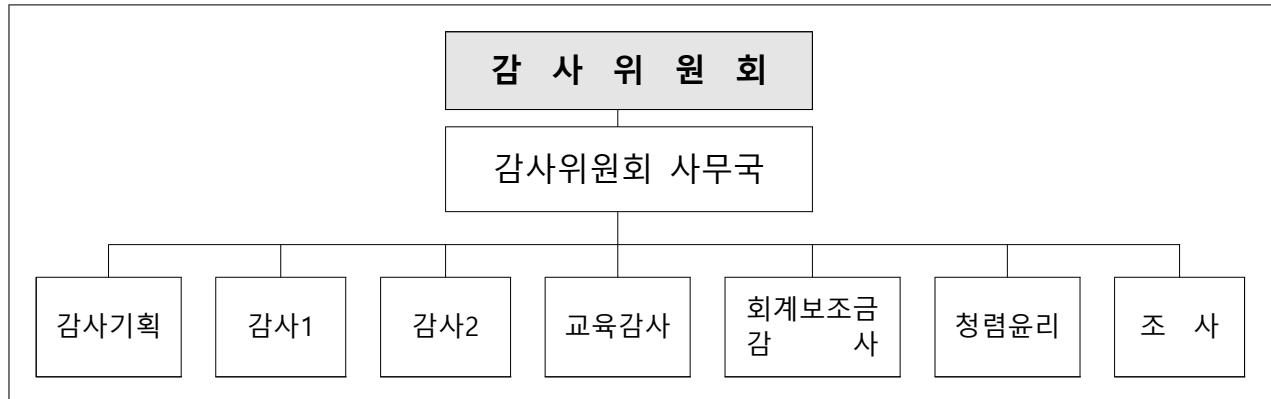 감 사 위 원 회
감사위원회 사무국
감사기획
감사1
감사2
교육감사
회계보조금
감 사
청렴윤리
조 사